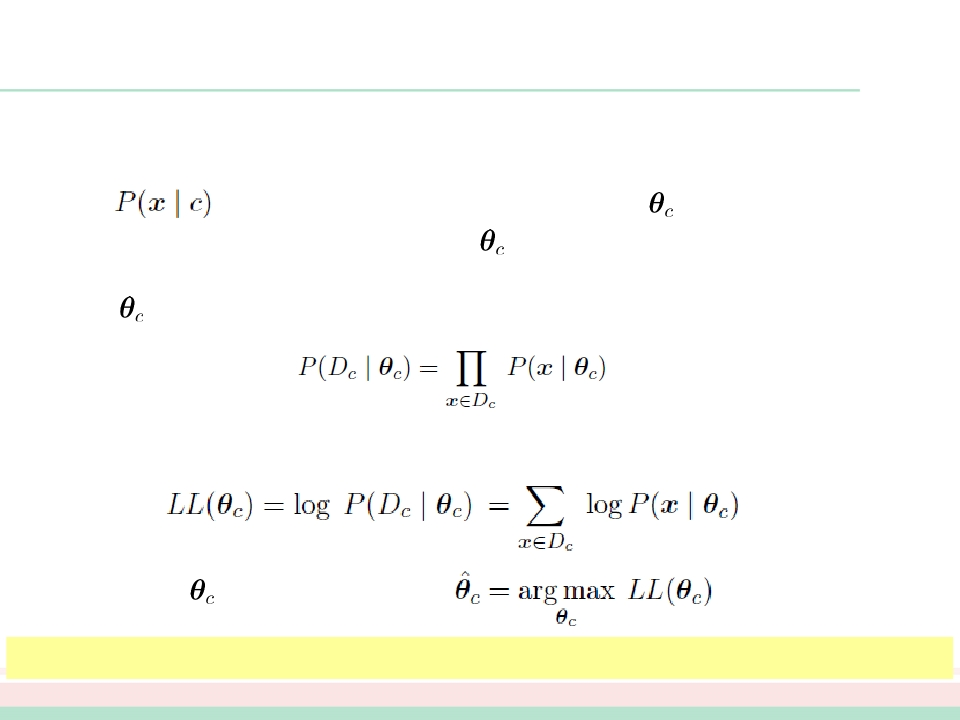 P(x | c) θ_c
θ_c
θ_c
P(D_c | θ_c) = ∏_{x∈D_c} P(x | θ_c)
LL(θ_c) = log P(D_c | θ_c) = ∑_{x∈D_c} log P(x | θ_c)
θ_c θ̂_c = arg max_{θ_c} LL(θ_c)